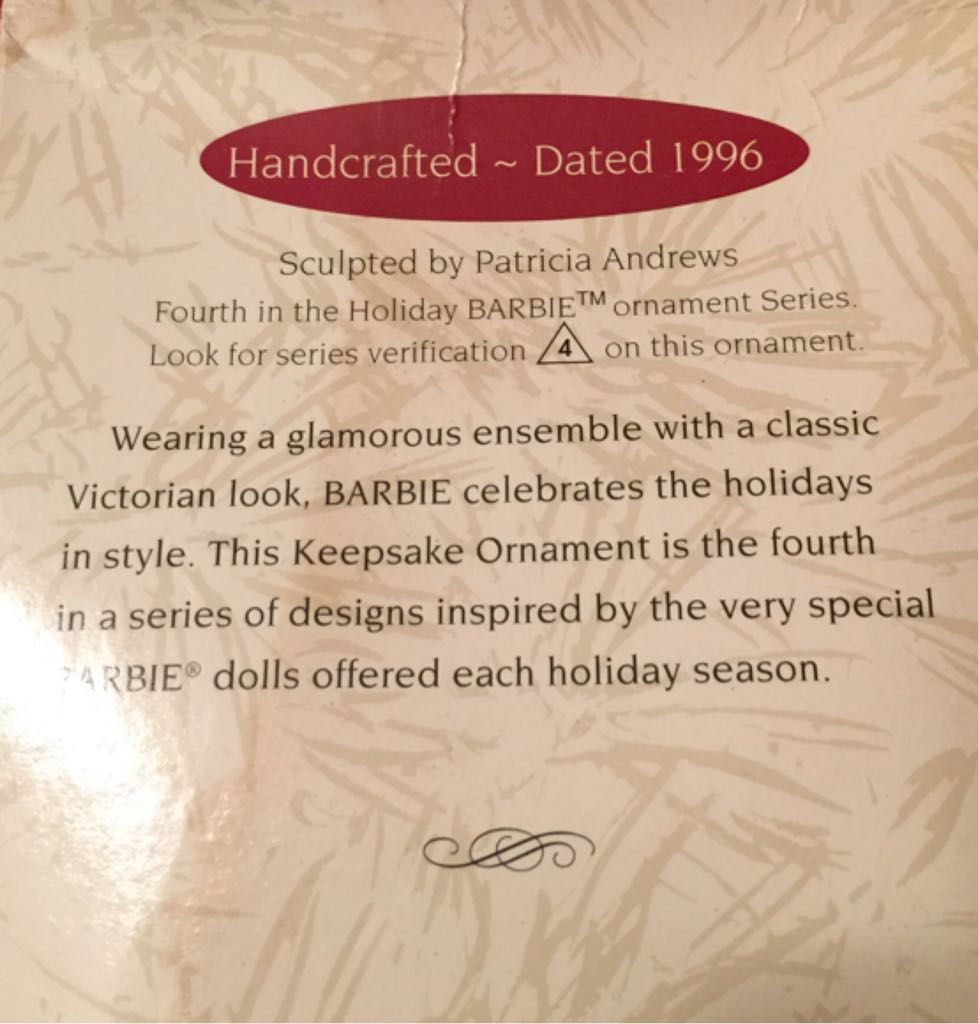 Handcrafted ~ Dated 1996
Sculpted by Patricia Andrews
Fourth in the Holiday BARBIE™ ornament Series.
Look for series verification 4 on this ornament.
Wearing a glamorous ensemble with a classic
Victorian look, BARBIE celebrates the holidays
in style. This Keepsake Ornament is the fourth
in a series of designs inspired by the very special
BARBIE® dolls offered each holiday season.